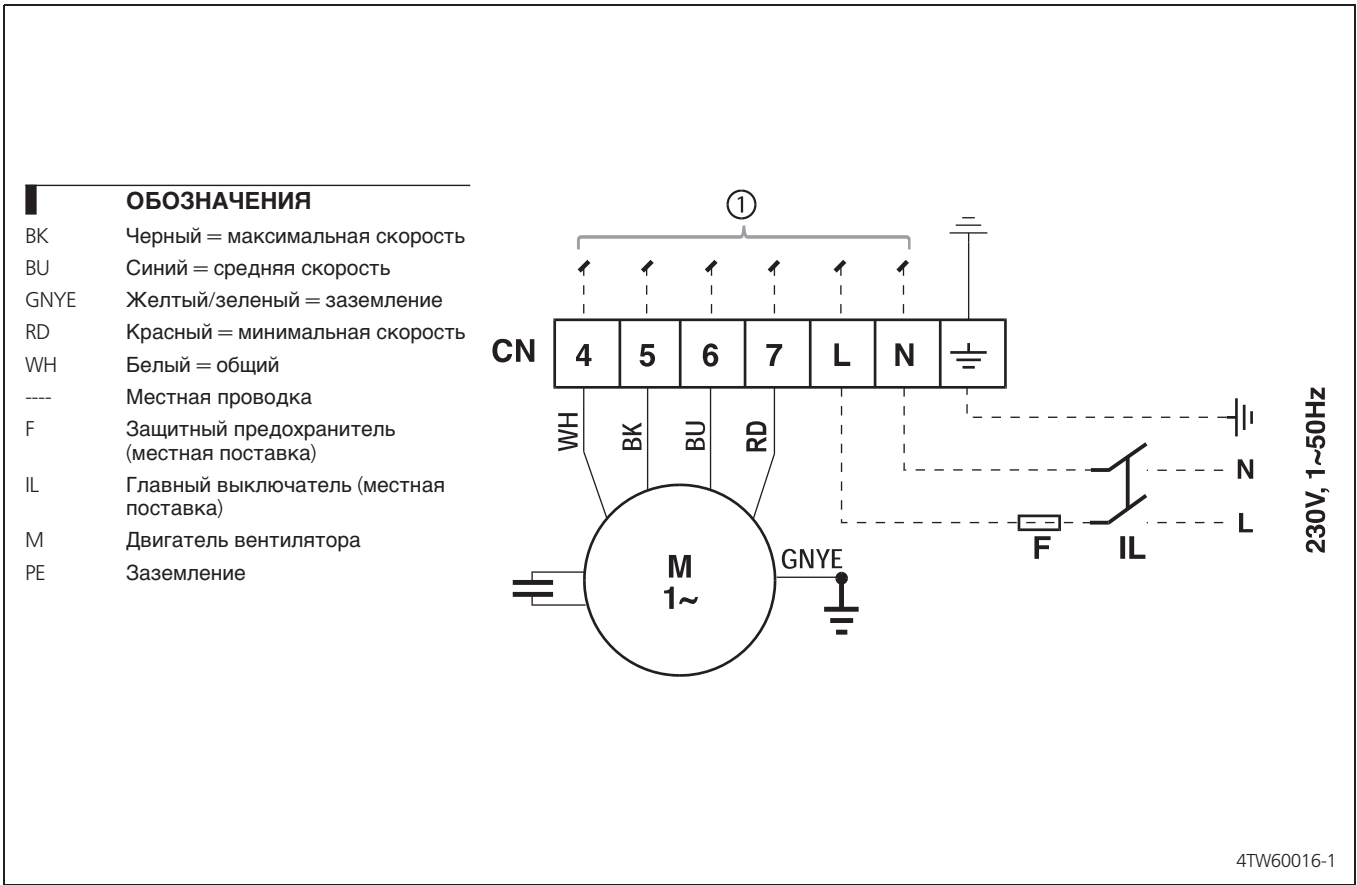 ОБОЗНАЧЕНИЯ
BK Черный = максимальная скорость
BU Синий = средняя скорость
GNYE Желтый/зеленый = заземление
RD Красный = минимальная скорость
WH Белый = общий
---- Местная проводка
F Защитный предохранитель
(местная поставка)
IL Главный выключатель (местная
поставка)
M Двигатель вентилятора
PE Заземление
1
CN 4 5 6 7 L N
WH BK BU RD
N
L
F IL
230V, 1~50Hz
M
1~
GNYE
4TW60016-1